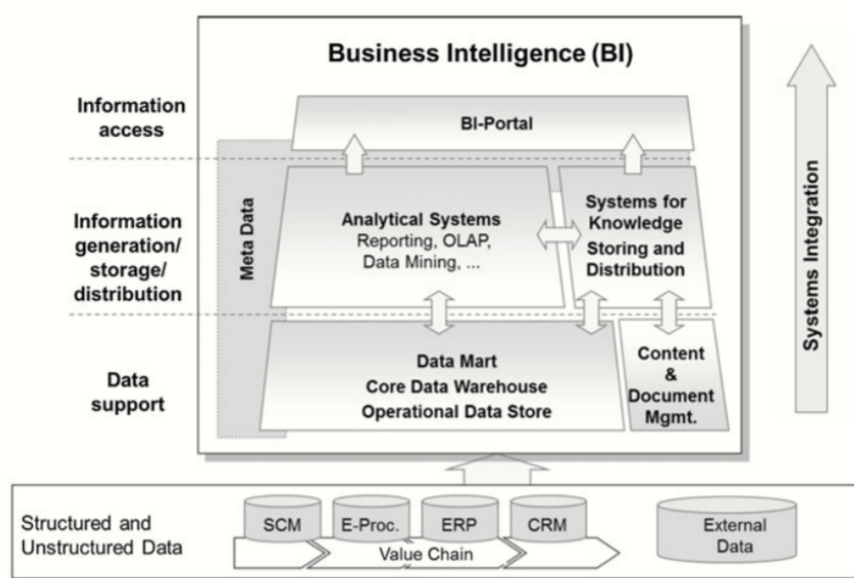 Business Intelligence (BI)
Information
access
BI-Portal
Information
generation/
storage/
distribution
Meta Data
Analytical Systems
Reporting, OLAP,
Data Mining, ...
Systems for
Knowledge
Storing and
Distribution
Data
support
Data Mart
Core Data Warehouse
Operational Data Store
Content
&
Document
Mgmt.
Systems Integration
Structured and
Unstructured Data
SCM
E-Proc.
ERP
CRM
Value Chain
External
Data